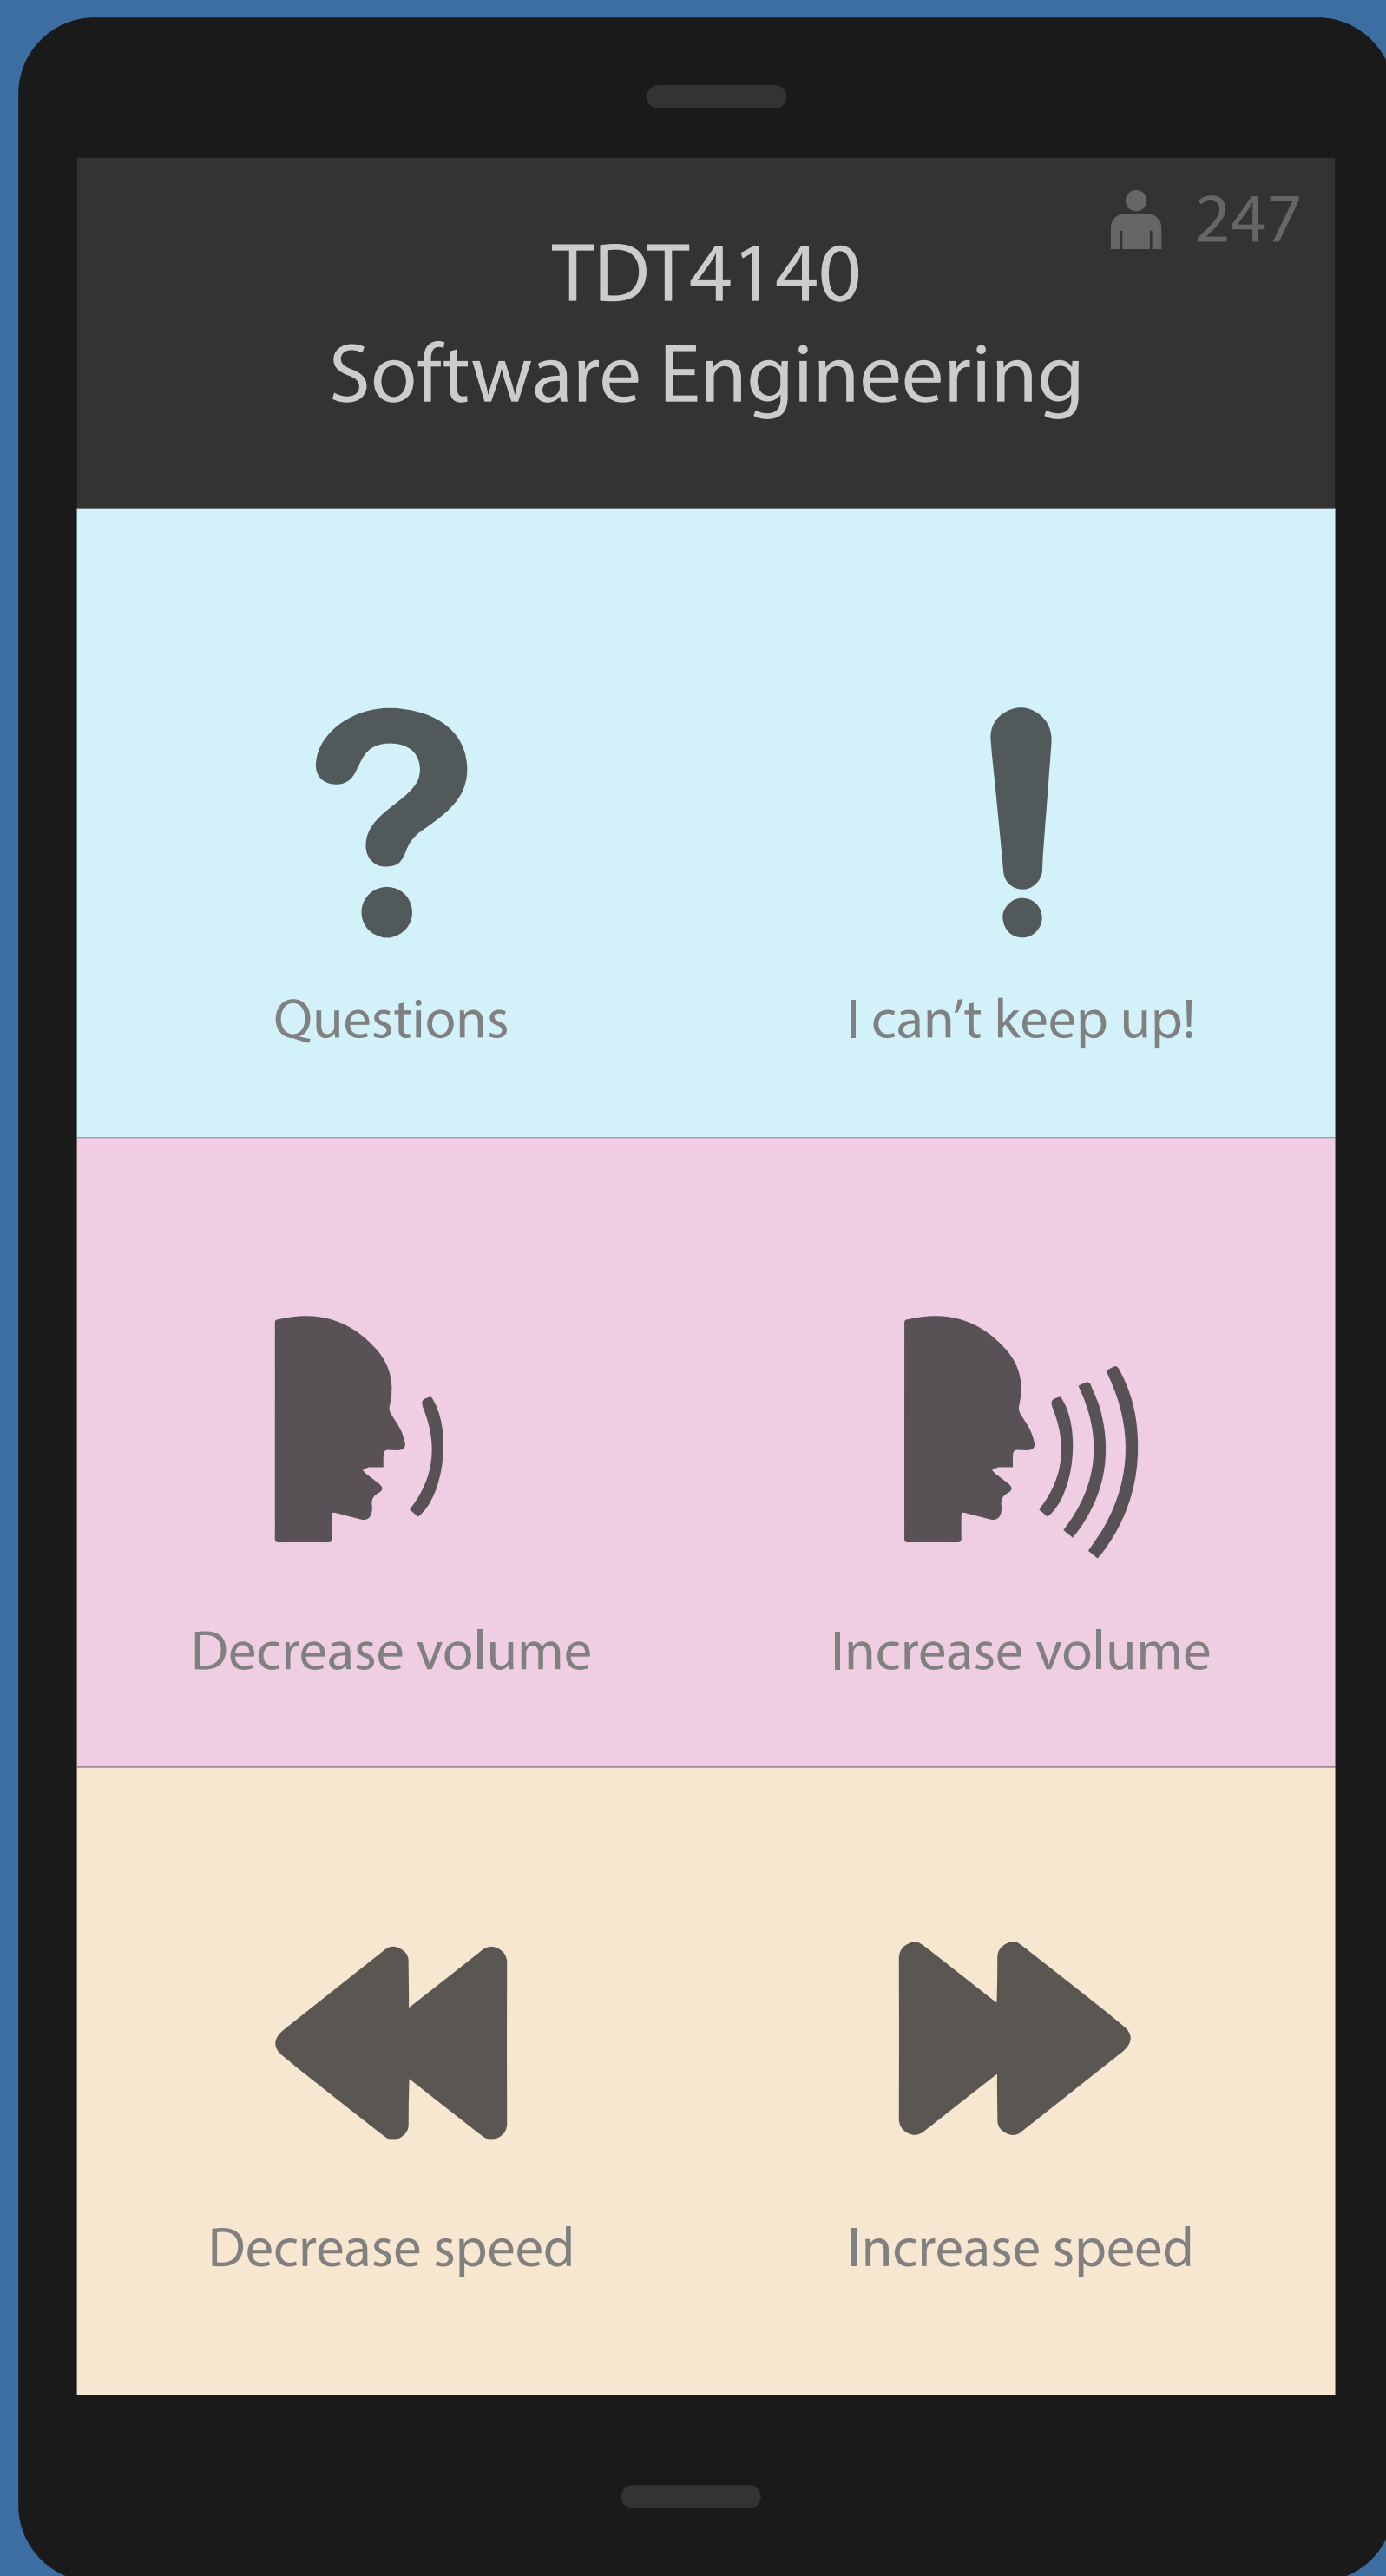 247
TDT4140
Software Engineering
Questions
I can’t keep up!
Decrease volume
Increase volume
Decrease speed
Increase speed